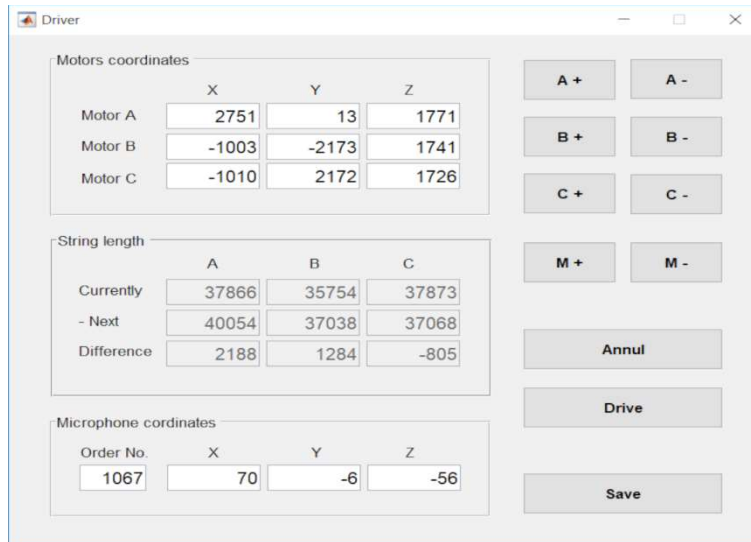 Driver
Motors coordinates
X Y Z
Motor A 2751 13 1771
Motor B -1003 -2173 1741
Motor C -1010 2172 1726
String length
A B C
Currently 37866 35754 37873
- Next 40054 37038 37068
Difference 2188 1284 -805
Microphone cordinates
Order No. X Y Z
1067 70 -6 -56
A + A -
B + B -
C + C -
M + M -
Annul
Drive
Save